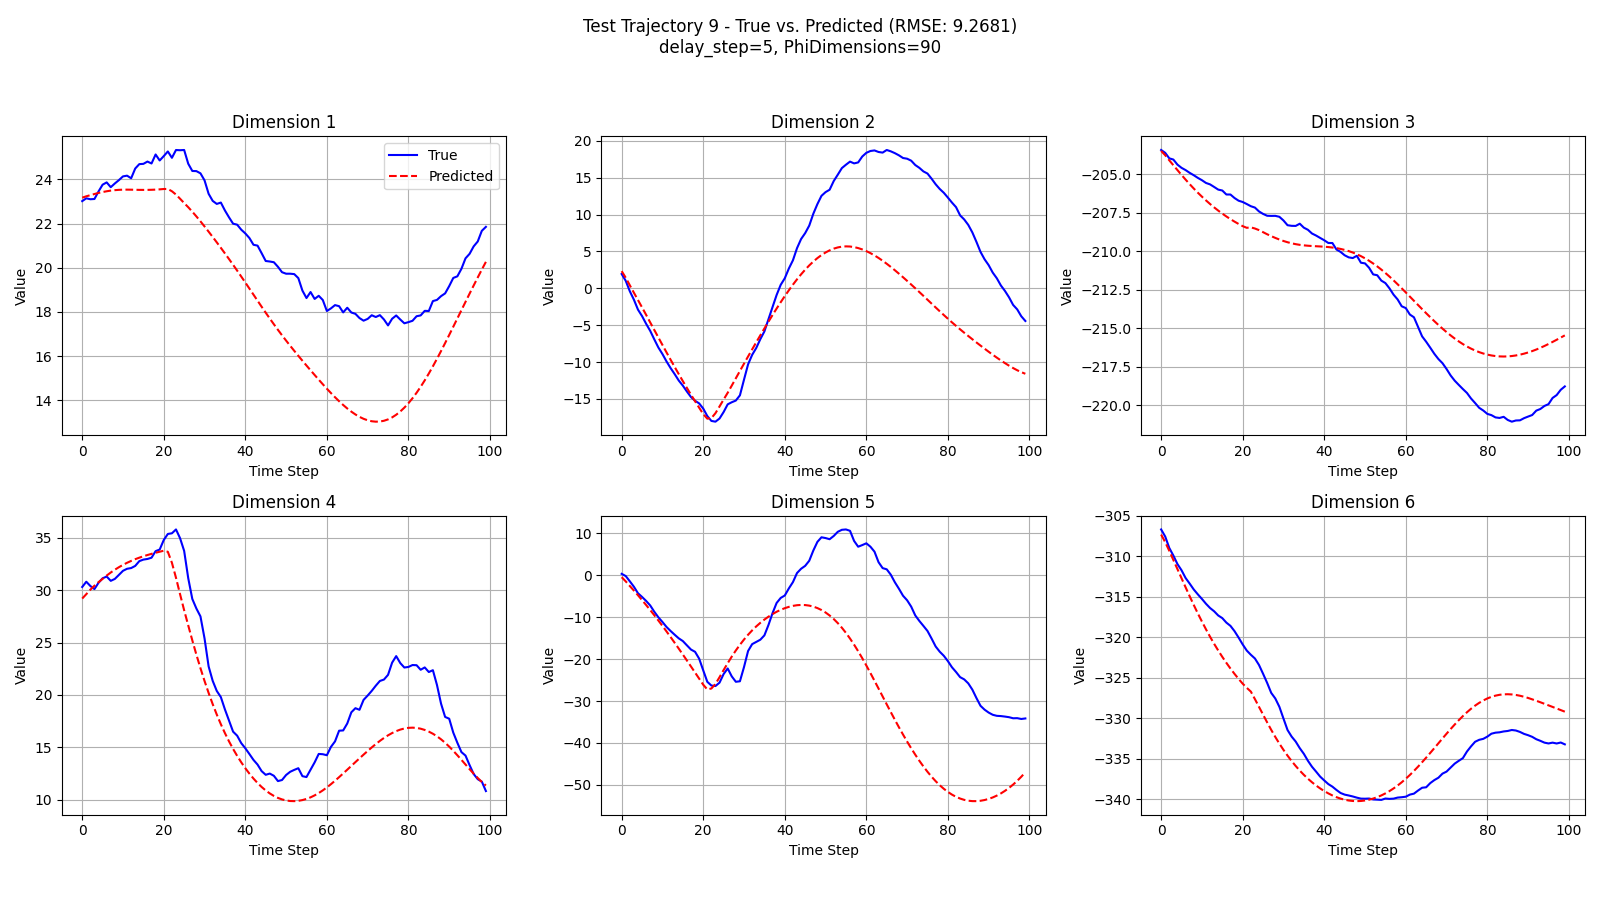 Test Trajectory 9 - True vs. Predicted (RMSE: 9.2681)
delay_step=5, PhiDimensions=90
Dimension 1
True
Predicted
Value
24
22
20
18
16
14
0 20 40 60 80 100
Time Step
Dimension 2
Value
20
15
10
5
0
−5
−10
−15
0 20 40 60 80 100
Time Step
Dimension 3
Value
−205.0
−207.5
−210.0
−212.5
−215.0
−217.5
−220.0
0 20 40 60 80 100
Time Step
Dimension 4
Value
35
30
25
20
15
10
0 20 40 60 80 100
Time Step
Dimension 5
Value
10
0
−10
−20
−30
−40
−50
0 20 40 60 80 100
Time Step
Dimension 6
Value
−305
−310
−315
−320
−325
−330
−335
−340
0 20 40 60 80 100
Time Step